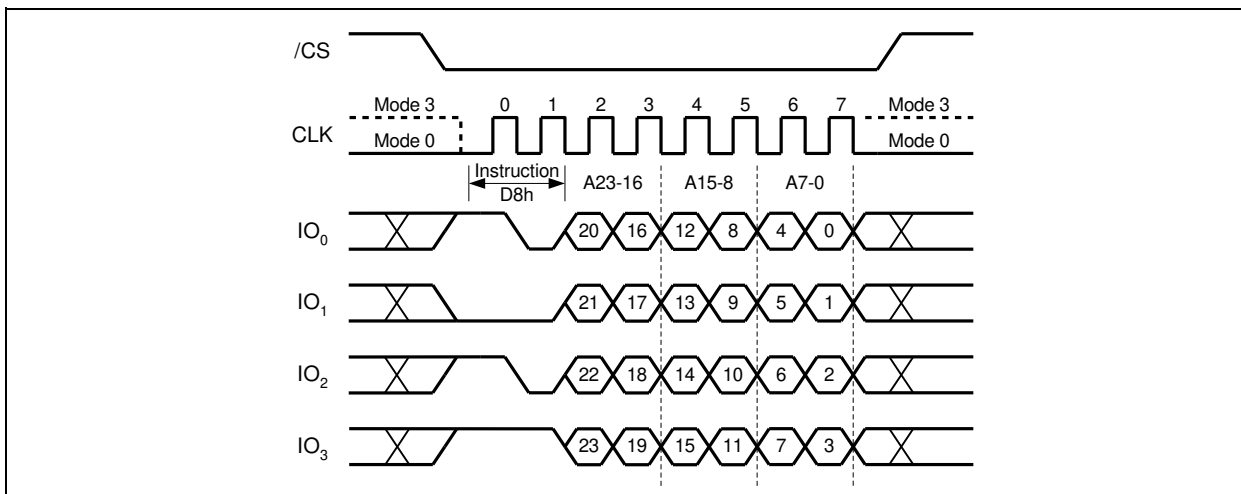 /CS
Mode 3 0 1 2 3 4 5 6 7 Mode 3
CLK Mode 0 Mode 0
Instruction
D8h A23-16 A15-8 A7-0
IO0 20 16 12 8 4 0
IO1 21 17 13 9 5 1
IO2 22 18 14 10 6 2
IO3 23 19 15 11 7 3